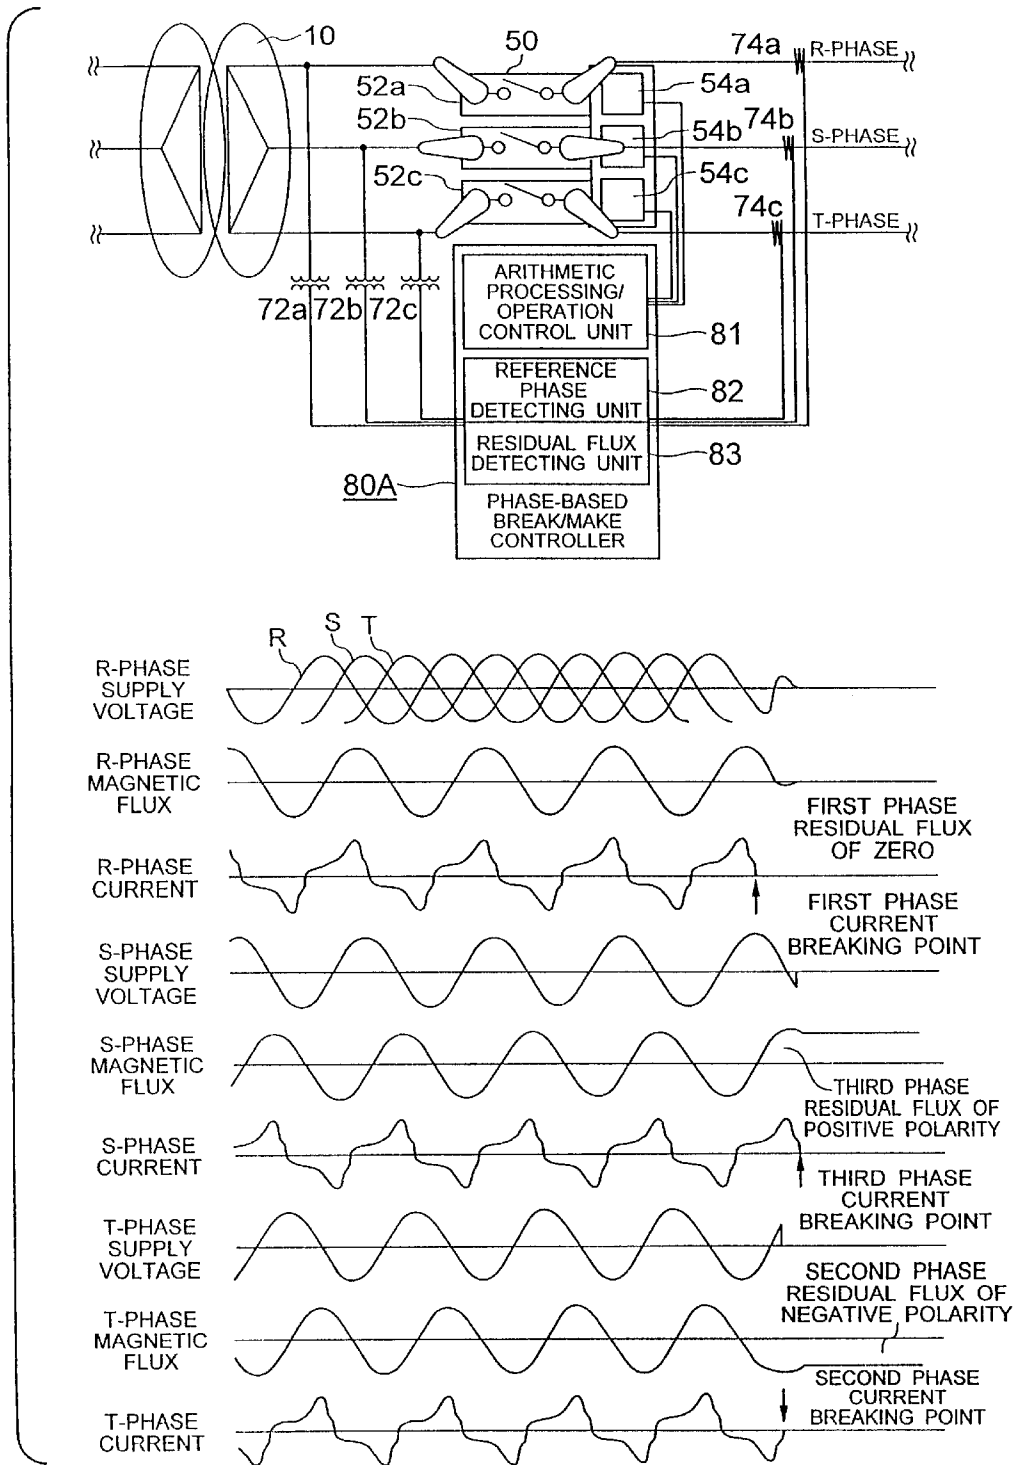 10
50
74a
R-PHASE
52a
54a
52b
74b
54b
S-PHASE
52c
54c
74c
T-PHASE
72a
72b
72c
ARITHMETIC
PROCESSING/
OPERATION
CONTROL UNIT
81
REFERENCE
PHASE
DETECTING UNIT
82
RESIDUAL FLUX
DETECTING UNIT
83
80A
PHASE-BASED
BREAK/MAKE
CONTROLLER
R
S
T
R-PHASE
SUPPLY
VOLTAGE
R-PHASE
MAGNETIC
FLUX
FIRST PHASE
RESIDUAL FLUX
OF ZERO
R-PHASE
CURRENT
FIRST PHASE
CURRENT
BREAKING POINT
S-PHASE
SUPPLY
VOLTAGE
S-PHASE
MAGNETIC
FLUX
THIRD PHASE
RESIDUAL FLUX OF
POSITIVE POLARITY
S-PHASE
CURRENT
THIRD PHASE
CURRENT
BREAKING POINT
T-PHASE
SUPPLY
VOLTAGE
SECOND PHASE
RESIDUAL FLUX OF
NEGATIVE POLARITY
T-PHASE
MAGNETIC
FLUX
SECOND PHASE
CURRENT
BREAKING POINT
T-PHASE
CURRENT